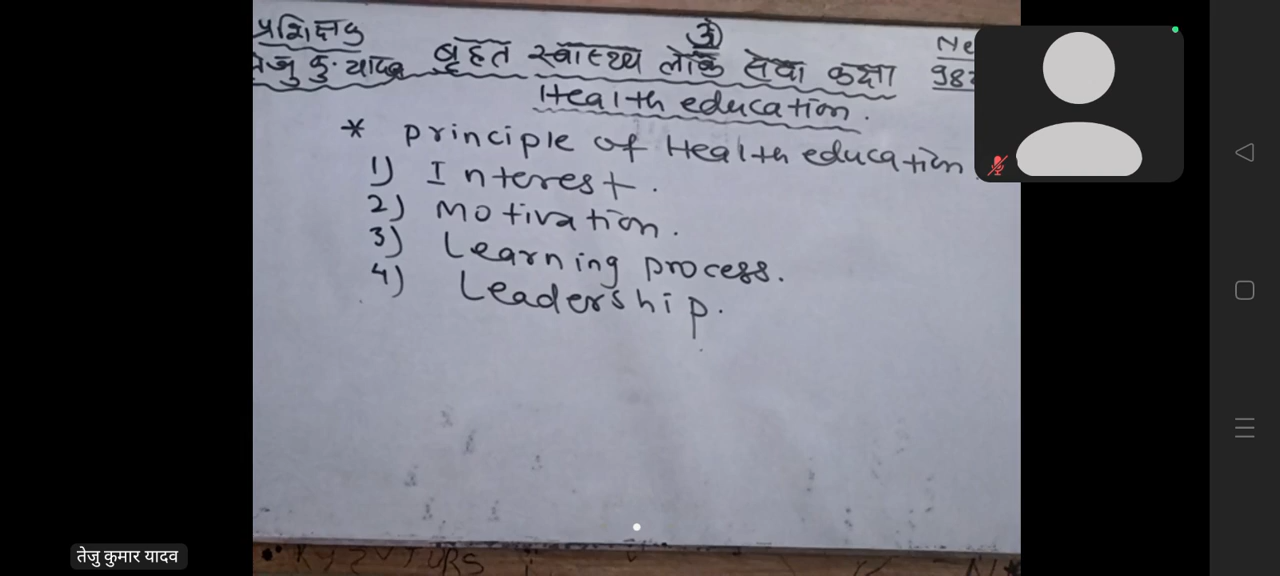 ॐ
प्रशिक्षक
तेजु कु. यादव बृहत स्वास्थ्य लोक सेवा कक्षा
Health education.
* principle of Health education
1) Interest.
2) Motivation.
3) Learning process.
4) Leadership.
तेजु कुमार यादव